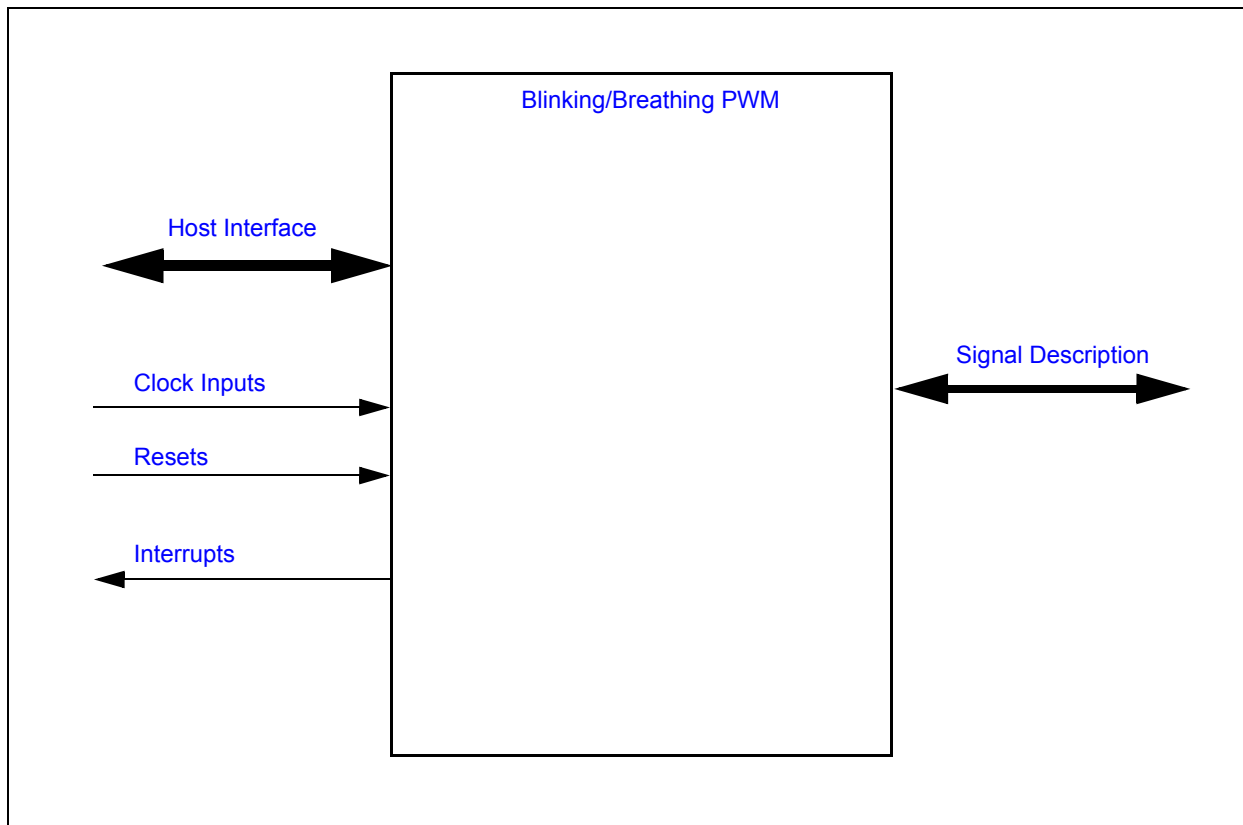 Blinking/Breathing PWM
Host Interface
Signal Description
Clock Inputs
Resets
Interrupts